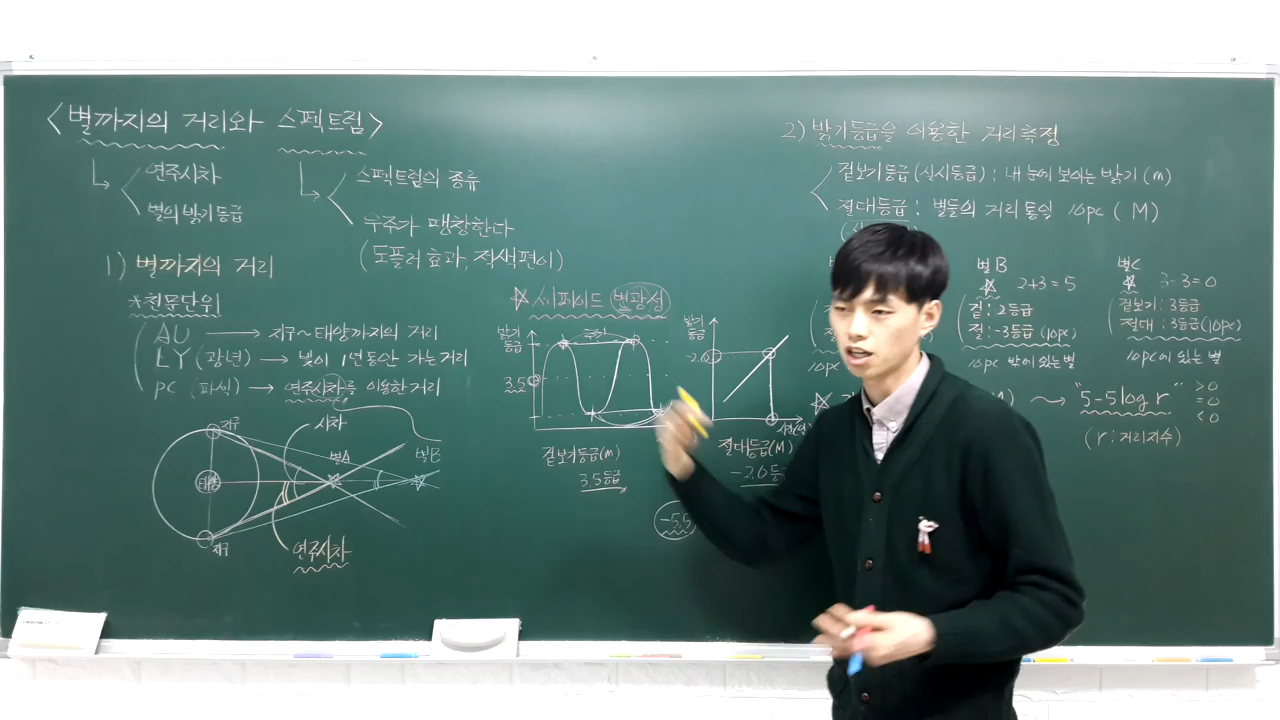 <별까지의 거리와 스펙트럼>
연주시차
별의 밝기등급
스펙트럼의 종류
우주가 팽창한다
(도플러 효과, 적색편이)
1) 별까지의 거리
*천문단위
AU → 지구~태양까지의 거리
LY (광년) → 빛이 1년동안 가는거리
pc (파섹) → 연주시차를 이용한 거리
지구
시차
별A
별B
태양
지구
연주시차
☆세페이드 변광성
밝기
등급
주기
3.5
겉보기등급(m)
3.5등급
밝기
등급
-2.0
절대등급(M)
-2.0등
-5.5
2) 밝기등급을 이용한 거리측정
겉보기등급(실시등급) : 내 눈에 보이는 밝기 (m)
절대등급 : 별들의 거리 통일 10pc ( M )
별B
☆ 2+3=5
겉 : 2등급
절 : -3등급 (10pc)
10pc 밖에 있는 별
별C
☆ 3-3=0
겉보기 : 3등급
절대 : 3등급(10pc)
10pc에 있는 별
M) → "5-5log r" >0
=0
<0
(r : 거리지수)